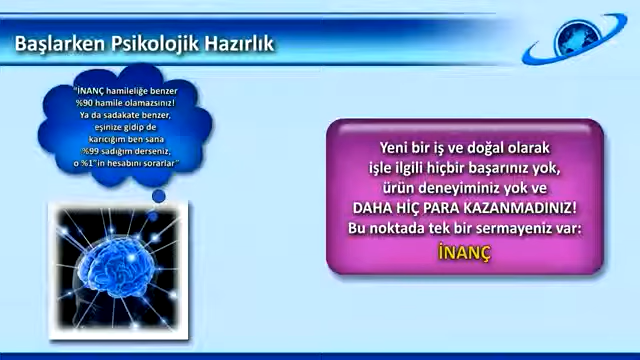 Başlarken Psikolojik Hazırlık
"İNANÇ hamileliğe benzer
%90 hamile olamazsınız!
Ya da sadakate benzer,
eşinize gidip de
karıcığım ben sana
%99 sadığım derseniz,
o %1"in hesabını sorarlar"
Yeni bir iş ve doğal olarak
işle ilgili hiçbir başarınız yok,
ürün deneyiminiz yok ve
DAHA HİÇ PARA KAZANMADINIZ!
Bu noktada tek bir sermayeniz var:
İNANÇ